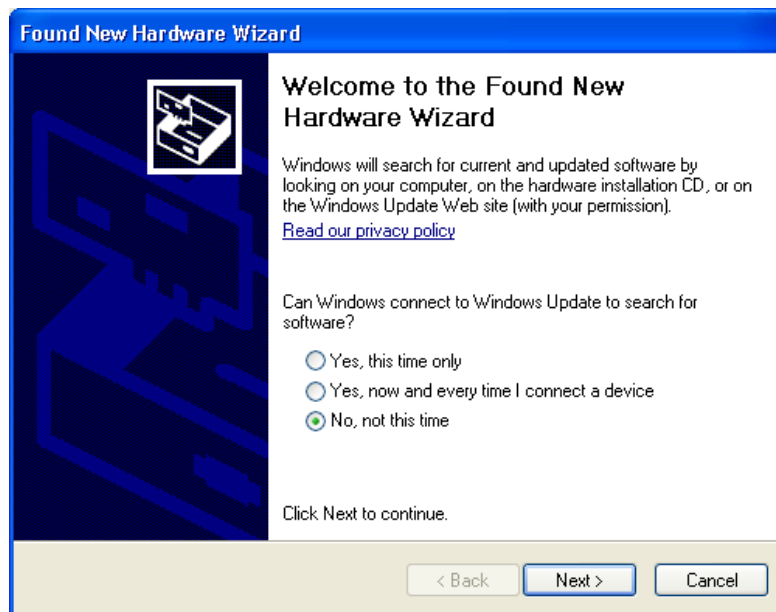 Found New Hardware Wizard
Welcome to the Found New
Hardware Wizard
Windows will search for current and updated software by
looking on your computer, on the hardware installation CD, or on
the Windows Update Web site (with your permission).
Read our privacy policy
Can Windows connect to Windows Update to search for
software?
Yes, this time only
Yes, now and every time I connect a device
No, not this time
Click Next to continue.
< Back
Next >
Cancel